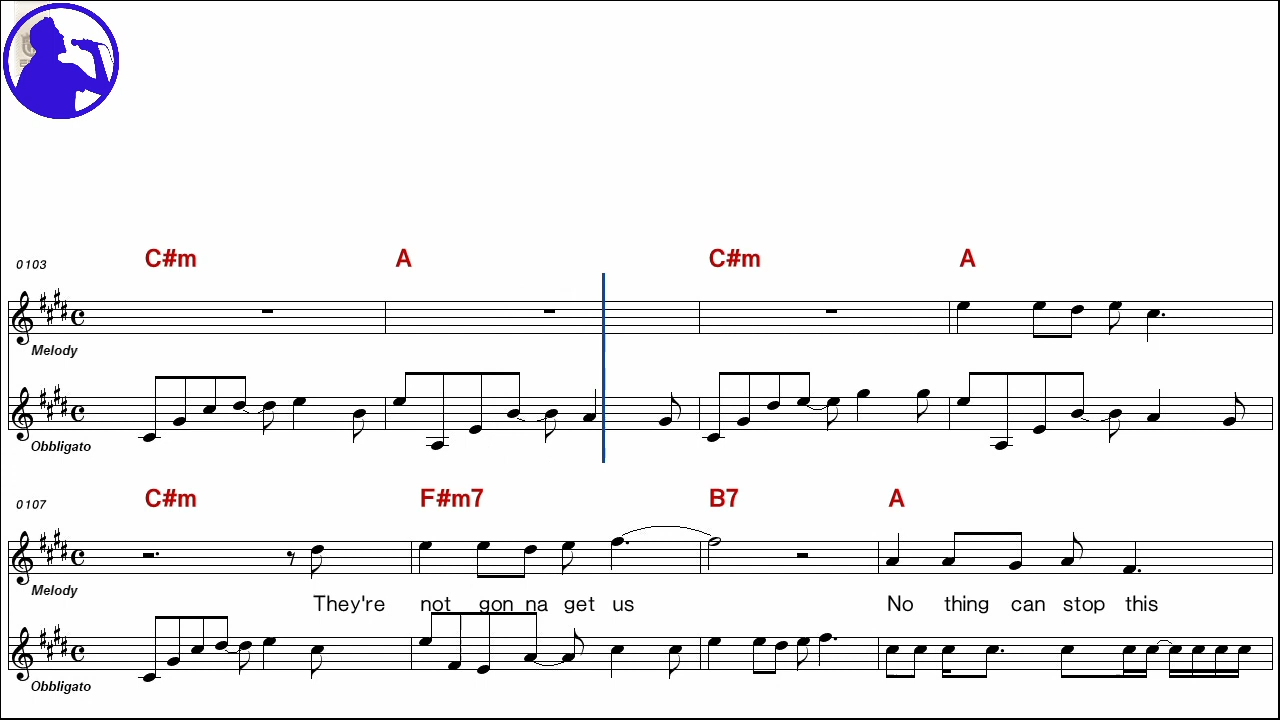 C#m A C#m A
0103
Melody
Obbligato
C#m F#m7 B7 A
0107
Melody
They're not gon na get us No thing can stop this
Obbligato